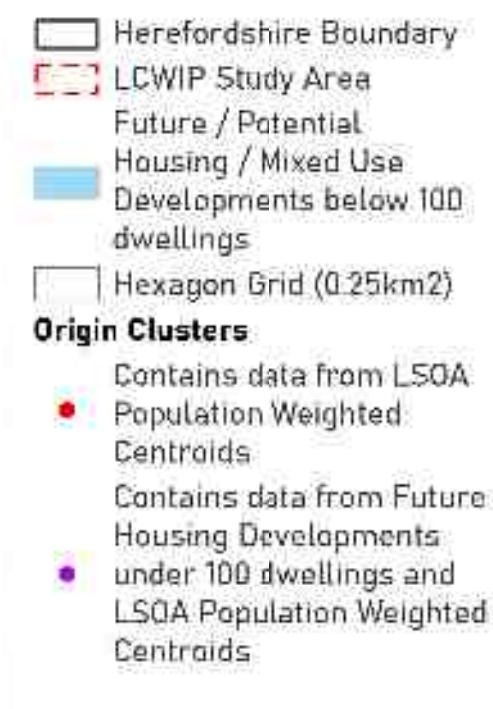 Herefordshire Boundary
LCWIP Study Area
Future / Potential
Housing / Mixed Use
Developments below 100
dwellings
Hexagon Grid (0.25km2)
Origin Clusters
Contains data from LSOA
Population Weighted
Centroids
Contains data from Future
Housing Developments
under 100 dwellings and
LSOA Population Weighted
Centroids